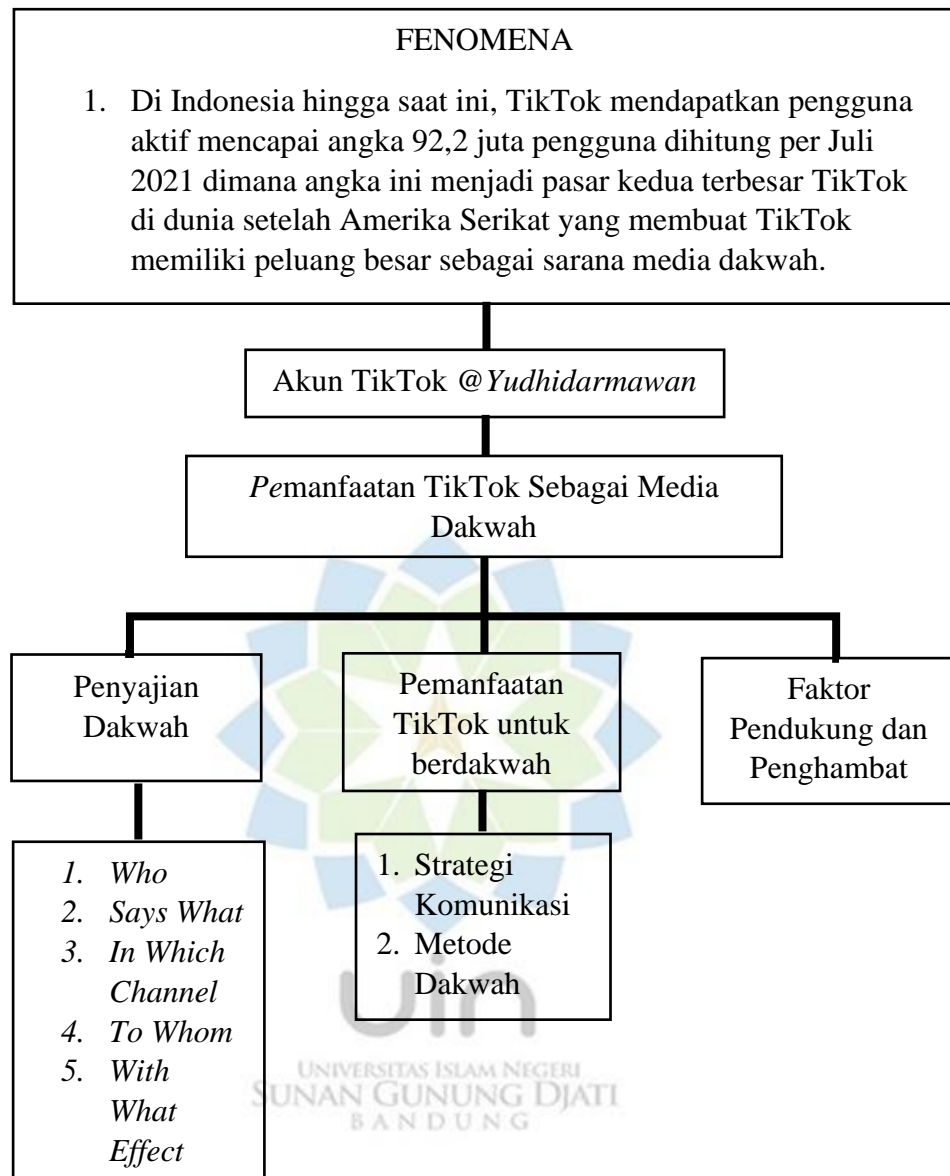 FENOMENA
1. Di Indonesia hingga saat ini, TikTok mendapatkan pengguna
aktif mencapai angka 92,2 juta pengguna dihitung per Juli
2021 dimana angka ini menjadi pasar kedua terbesar TikTok
di dunia setelah Amerika Serikat yang membuat TikTok
memiliki peluang besar sebagai sarana media dakwah.
Akun TikTok @Yudhidarmawan
Pemanfaatan TikTok Sebagai Media
Dakwah
Penyajian
Dakwah
Pemanfaatan
TikTok untuk
berdakwah
Faktor
Pendukung dan
Penghambat
1. Who
2. Says What
3. In Which
Channel
4. To Whom
5. With
What
Effect
1. Strategi
Komunikasi
2. Metode
Dakwah
uin
UNIVERSITAS ISLAM NEGERI
SUNAN GUNUNG DJATI
BANDUNG